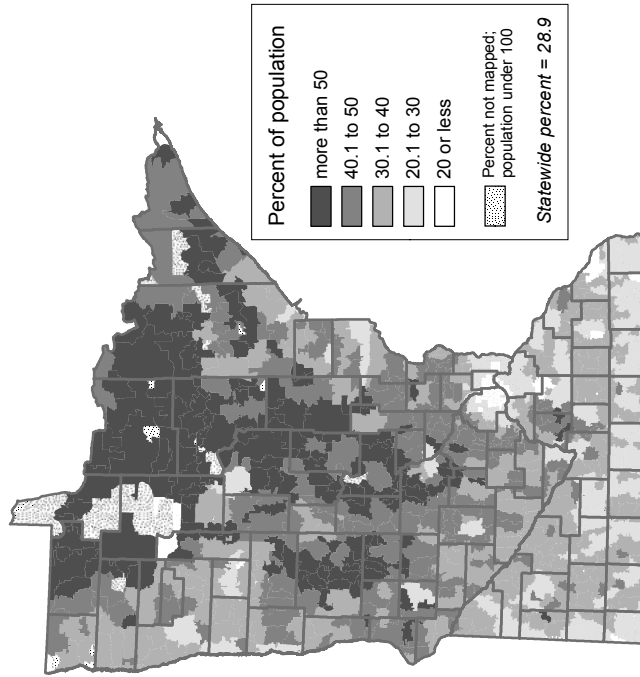 Percent of population
more than 50
40.1 to 50
30.1 to 40
20.1 to 30
20 or less
Percent not mapped;
population under 100
Statewide percent = 28.9